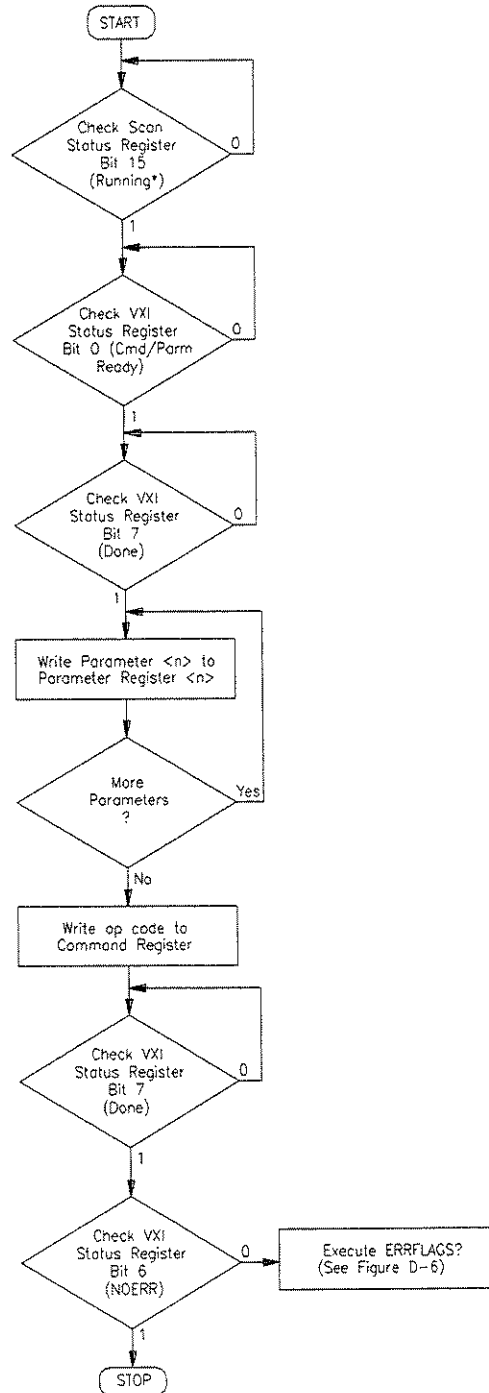 START
Check Scan
Status Register
Bit 15
(Running*)
0
1
Check VXI
Status Register
Bit 0 (Cmd/Parm
Ready)
0
1
Check VXI
Status Register
Bit 7
(Done)
0
1
Write Parameter <n> to
Parameter Register <n>
More
Parameters
?
Yes
No
Write op code to
Command Register
Check VXI
Status Register
Bit 7
(Done)
0
1
Check VXI
Status Register
Bit 6
(NOERR)
0
Execute ERRFLAGS?
(See Figure D-6)
1
STOP